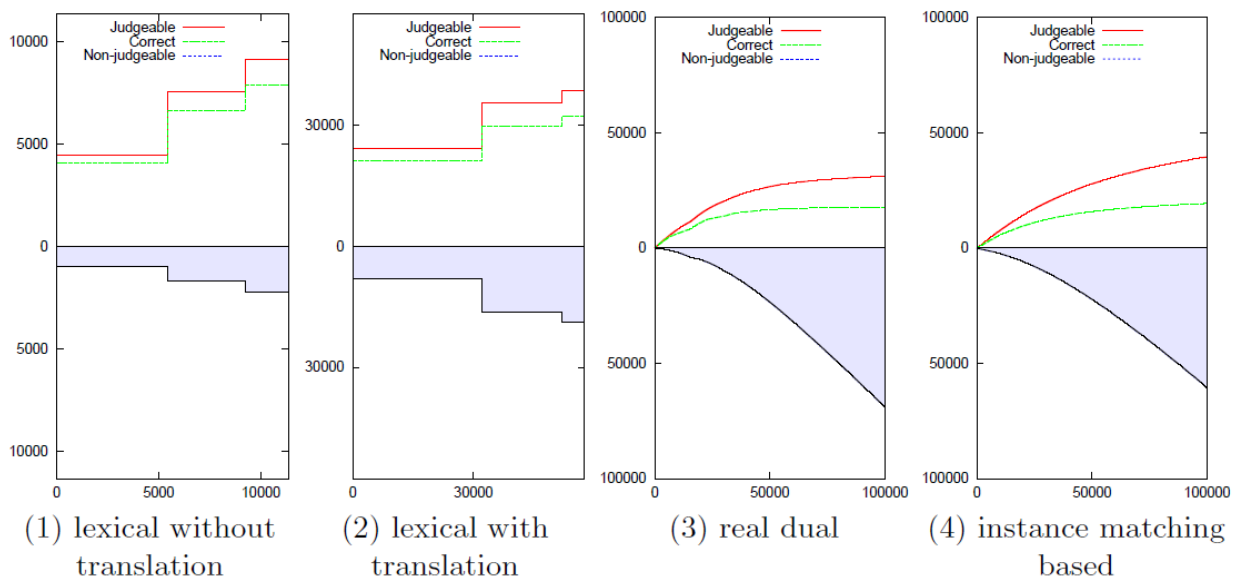 Judgeable
Correct
Non-judgeable
10000
5000
0
5000
10000
0 5000 10000
(1) lexical without
translation
Judgeable
Correct
Non-judgeable
30000
0
30000
0 30000
(2) lexical with
translation
Judgeable
Correct
Non-judgeable
100000
50000
0
50000
100000
0 50000 100000
(3) real dual
Judgeable
Correct
Non-judgeable
100000
50000
0
50000
100000
0 50000 100000
(4) instance matching
based